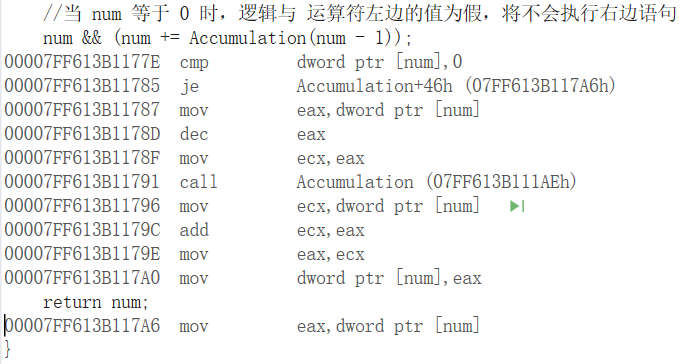 //当 num 等于 0 时，逻辑与 运算符左边的值为假，将不会执行右边语句
num && (num += Accumulation(num - 1));
00007FF613B1177E cmp dword ptr [num],0
00007FF613B11785 je Accumulation+46h (07FF613B117A6h)
00007FF613B11787 mov eax,dword ptr [num]
00007FF613B1178D dec eax
00007FF613B1178F mov ecx,eax
00007FF613B11791 call Accumulation (07FF613B111AEh)
00007FF613B11796 mov ecx,dword ptr [num]
00007FF613B1179C add ecx,eax
00007FF613B1179E mov eax,ecx
00007FF613B117A0 mov dword ptr [num],eax
return num;
00007FF613B117A6 mov eax,dword ptr [num]
}